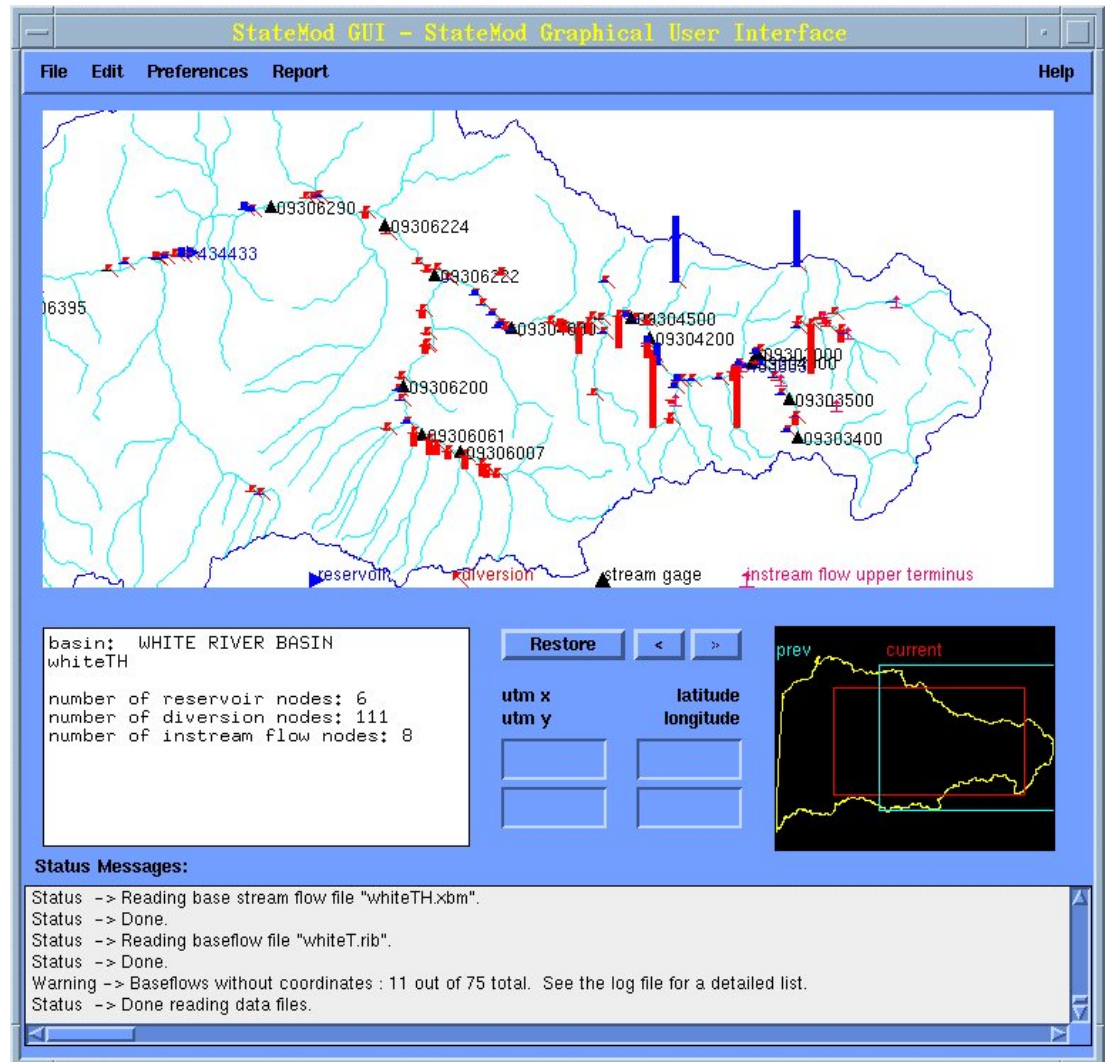 StateMod GUI - StateMod Graphical User Interface
File Edit Preferences Report Help
09306290
09306224
434433
09306222
06395
09304500
09304200
09306200
09303500
09306061
09303400
09306007
reservoir diversion stream gage instream flow upper terminus
basin: WHITE RIVER BASIN
whiteTH
number of reservoir nodes: 6
number of diversion nodes: 111
number of instream flow nodes: 8
Restore < >
utm x latitude
utm y longitude
prev current
Status Messages:
Status -> Reading base stream flow file "whiteTH.xbm".
Status -> Done.
Status -> Reading baseflow file "whiteT.rib".
Status -> Done.
Warning -> Baseflows without coordinates : 11 out of 75 total. See the log file for a detailed list.
Status -> Done reading data files.